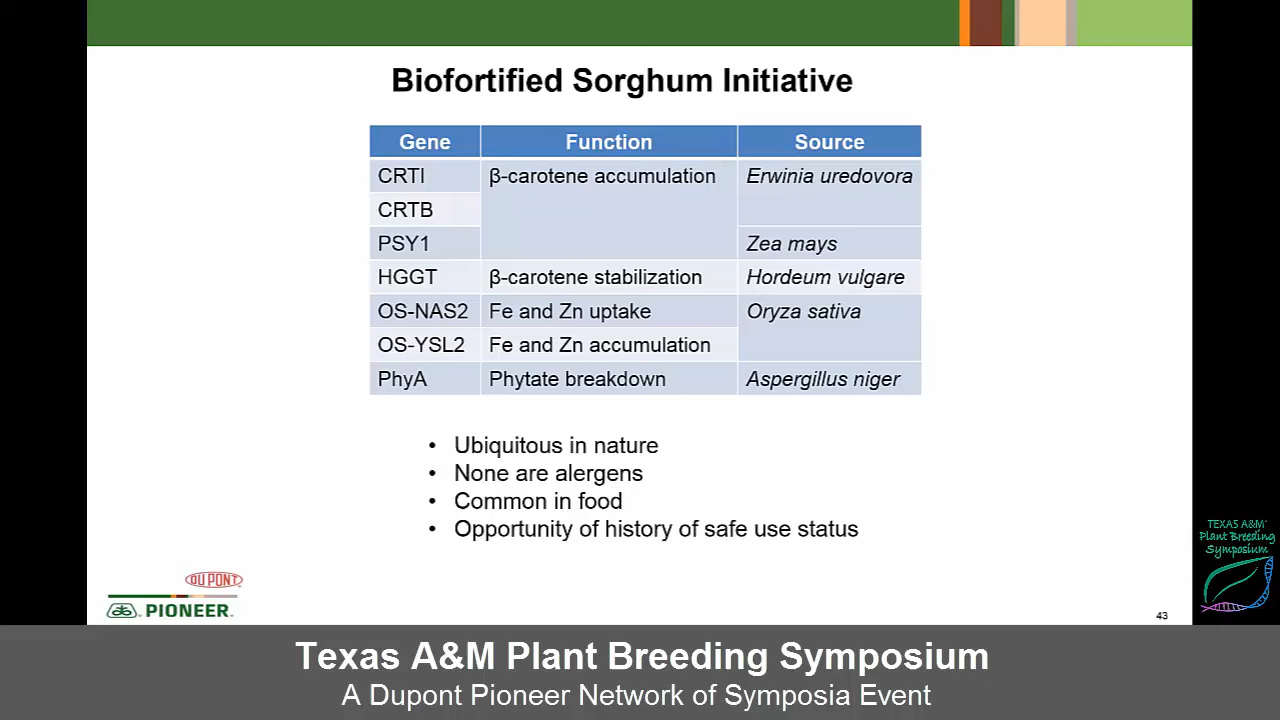 Biofortified Sorghum Initiative
Gene Function Source
CRTI β-carotene accumulation Erwinia uredovora
CRTB
PSY1 Zea mays
HGGT β-carotene stabilization Hordeum vulgare
OS-NAS2 Fe and Zn uptake Oryza sativa
OS-YSL2 Fe and Zn accumulation
PhyA Phytate breakdown Aspergillus niger
• Ubiquitous in nature
• None are alergens
• Common in food
• Opportunity of history of safe use status
DUPONT
PIONEER.
43
TEXAS A&M
Plant Breeding
Symposium
Texas A&M Plant Breeding Symposium
A Dupont Pioneer Network of Symposia Event